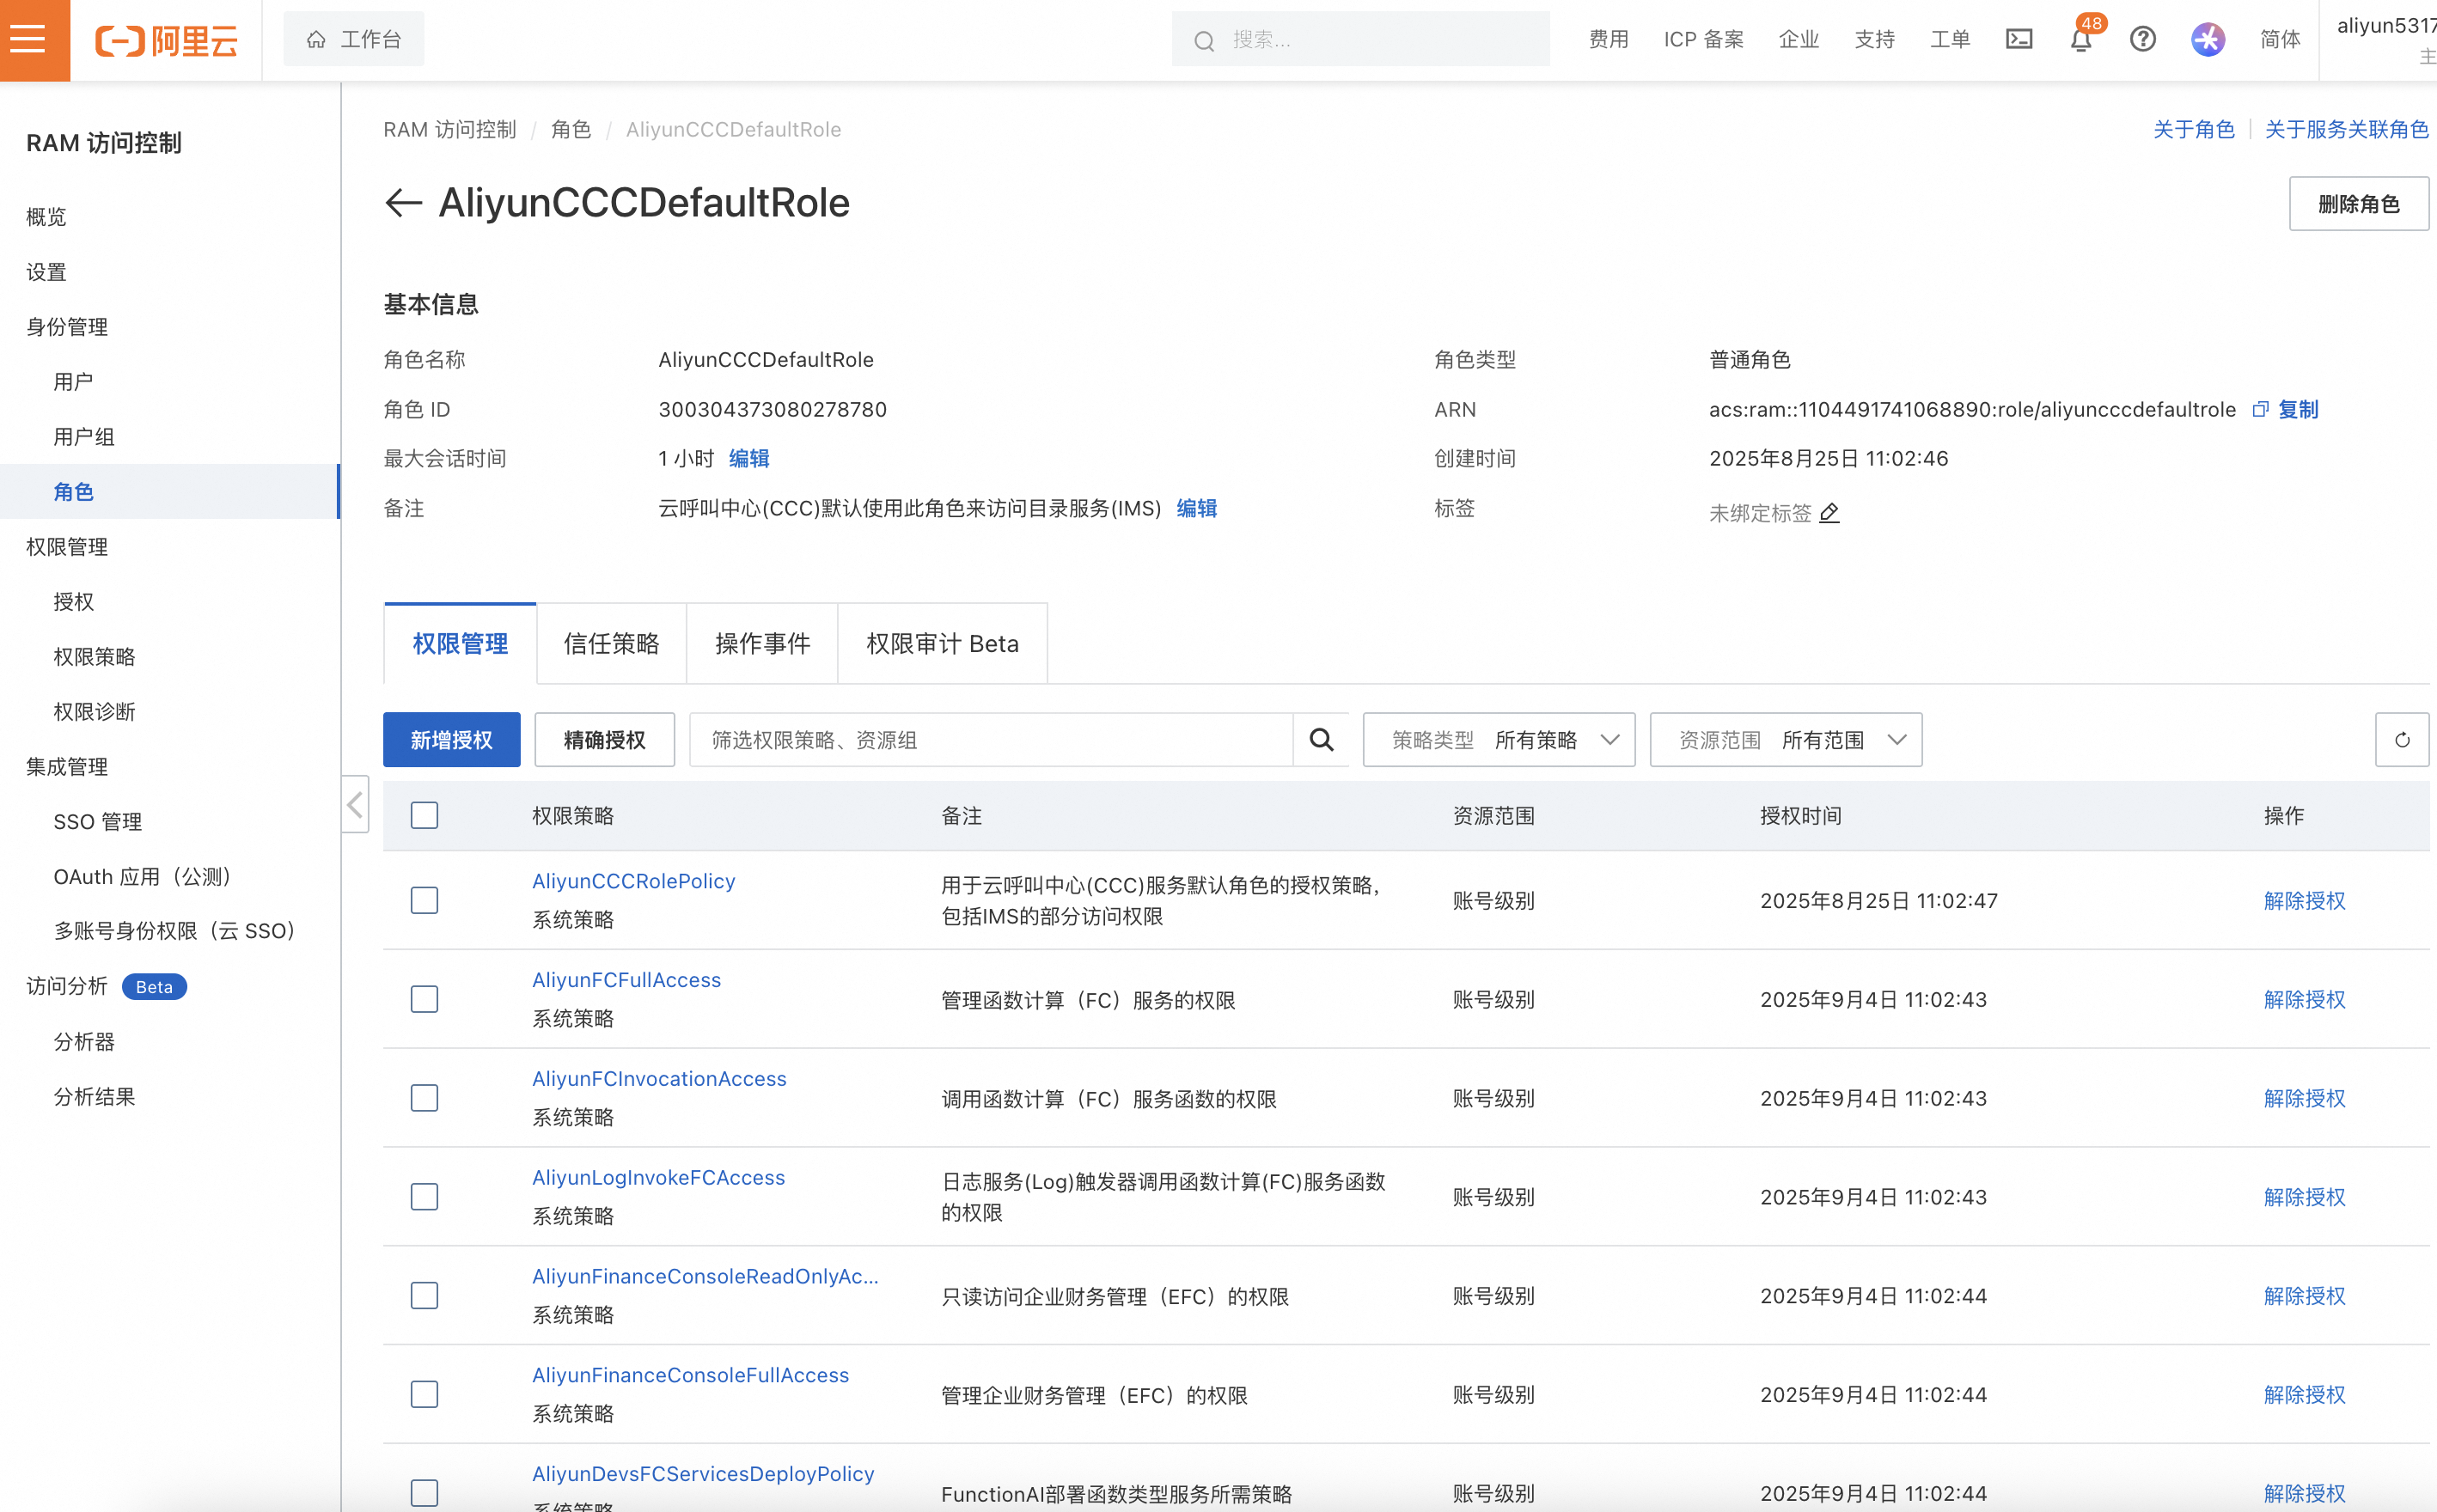 阿里云
工作台
搜索...
费用
ICP 备案
企业
支持
工单
48
简体
aliyun5317
主
RAM 访问控制
概览
设置
身份管理
用户
用户组
角色
权限管理
授权
权限策略
权限诊断
集成管理
SSO 管理
OAuth 应用（公测）
多账号身份权限（云 SSO）
访问分析 Beta
分析器
分析结果
RAM 访问控制 / 角色 / AliyunCCCDefaultRole
关于角色 | 关于服务关联角色
AliyunCCCDefaultRole
删除角色
基本信息
角色名称 AliyunCCCDefaultRole
角色类型 普通角色
角色 ID 300304373080278780
ARN acs:ram::1104491741068890:role/aliyuncccdefaultrole 复制
最大会话时间 1 小时 编辑
创建时间 2025年8月25日 11:02:46
备注 云呼叫中心(CCC)默认使用此角色来访问目录服务(IMS) 编辑
标签 未绑定标签
权限管理 信任策略 操作事件 权限审计 Beta
新增授权 精确授权 筛选权限策略、资源组 策略类型 所有策略 资源范围 所有范围
权限策略 备注 资源范围 授权时间 操作
AliyunCCCRolePolicy
系统策略
用于云呼叫中心(CCC)服务默认角色的授权策略,
包括IMS的部分访问权限
账号级别 2025年8月25日 11:02:47 解除授权
AliyunFCFullAccess
系统策略
管理函数计算（FC）服务的权限
账号级别 2025年9月4日 11:02:43 解除授权
AliyunFCInvocationAccess
系统策略
调用函数计算（FC）服务函数的权限
账号级别 2025年9月4日 11:02:43 解除授权
AliyunLogInvokeFCAccess
系统策略
日志服务(Log)触发器调用函数计算(FC)服务函数
的权限
账号级别 2025年9月4日 11:02:43 解除授权
AliyunFinanceConsoleReadOnlyAc...
系统策略
只读访问企业财务管理（EFC）的权限
账号级别 2025年9月4日 11:02:44 解除授权
AliyunFinanceConsoleFullAccess
系统策略
管理企业财务管理（EFC）的权限
账号级别 2025年9月4日 11:02:44 解除授权
AliyunDevsFCServicesDeployPolicy
系统策略
FunctionAI部署函数类型服务所需策略
账号级别 2025年9月4日 11:02:44 解除授权